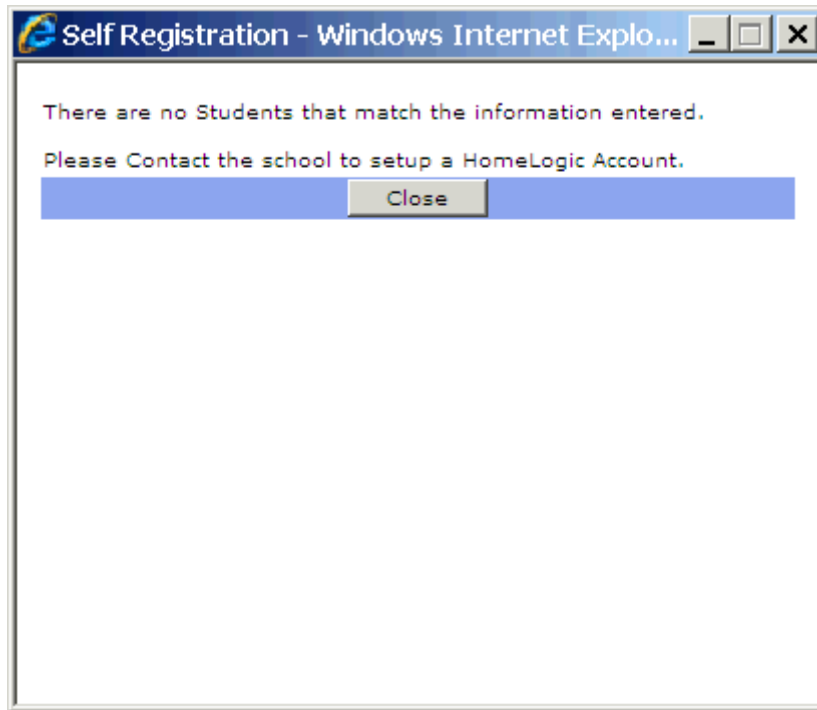 Self Registration - Windows Internet Explo...
There are no Students that match the information entered.
Please Contact the school to setup a HomeLogic Account.
Close